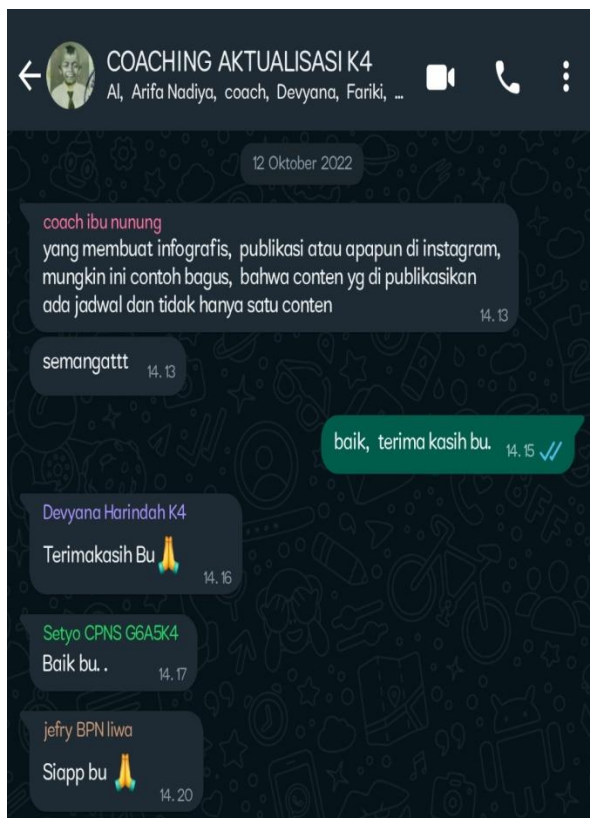 COACHING AKTUALISASI K4
Al, Arifa Nadiya, coach, Devyana, Fariki, ...
12 Oktober 2022
coach ibu nunung
yang membuat infografis, publikasi atau apapun di instagram,
mungkin ini contoh bagus, bahwa conten yg di publikasikan
ada jadwal dan tidak hanya satu conten
14.13
semangattt 14.13
baik, terima kasih bu. 14.15
Devyana Harindah K4
Terimakasih Bu🙏
14.16
Setyo CPNS G6A5K4
Baik bu. .
14.17
jefry BPN liwa
Siapp bu 🙏
14.20